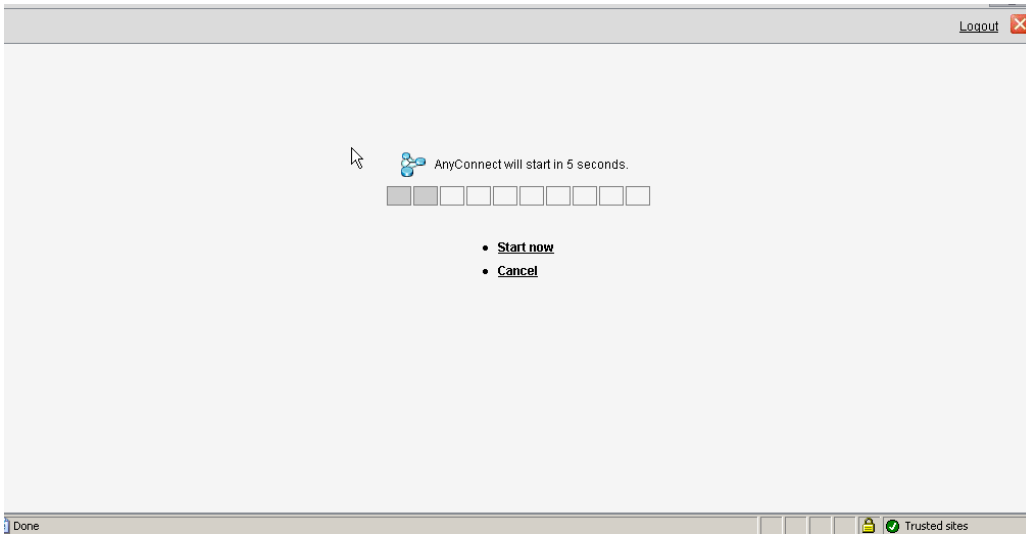 Logout
AnyConnect will start in 5 seconds.
Start now
Cancel
Done
Trusted sites